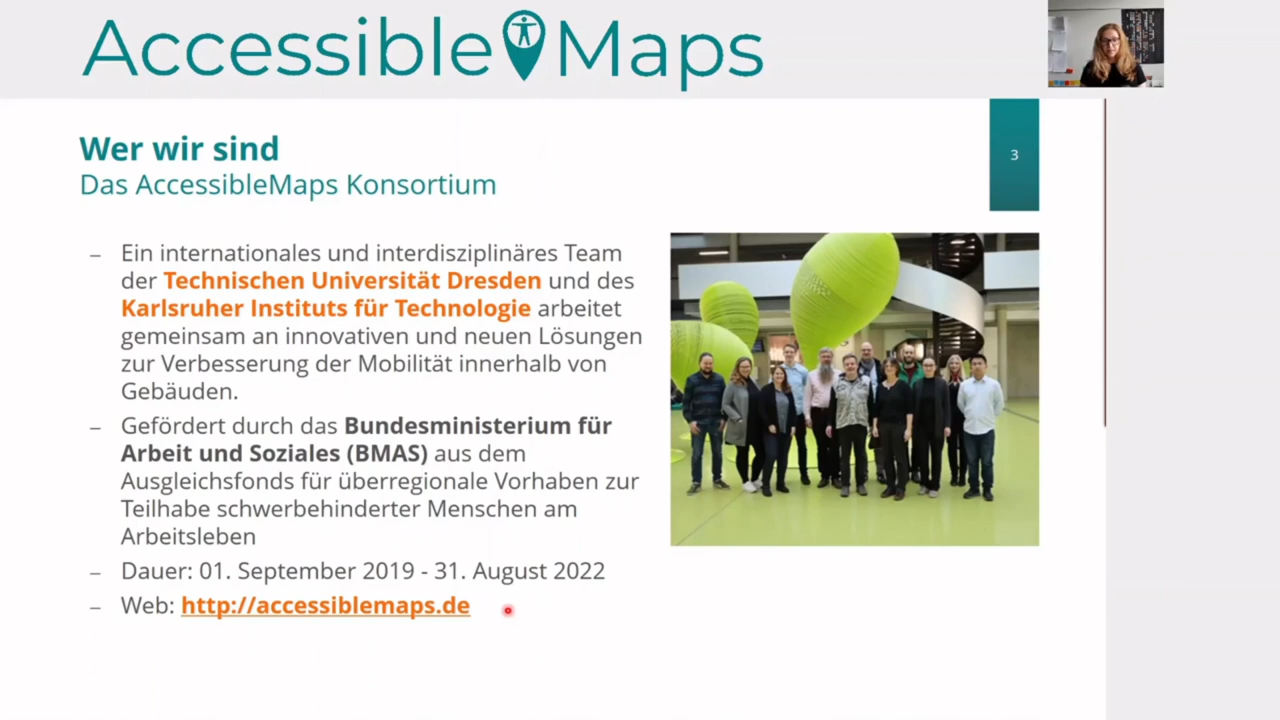 Accessible Maps
Wer wir sind
3
Das AccessibleMaps Konsortium
– Ein internationales und interdisziplinäres Team
der Technischen Universität Dresden und des
Karlsruher Instituts für Technologie arbeitet
gemeinsam an innovativen und neuen Lösungen
zur Verbesserung der Mobilität innerhalb von
Gebäuden.
– Gefördert durch das Bundesministerium für
Arbeit und Soziales (BMAS) aus dem
Ausgleichsfonds für überregionale Vorhaben zur
Teilhabe schwerbehinderter Menschen am
Arbeitsleben
– Dauer: 01. September 2019 - 31. August 2022
– Web: http://accessiblemaps.de